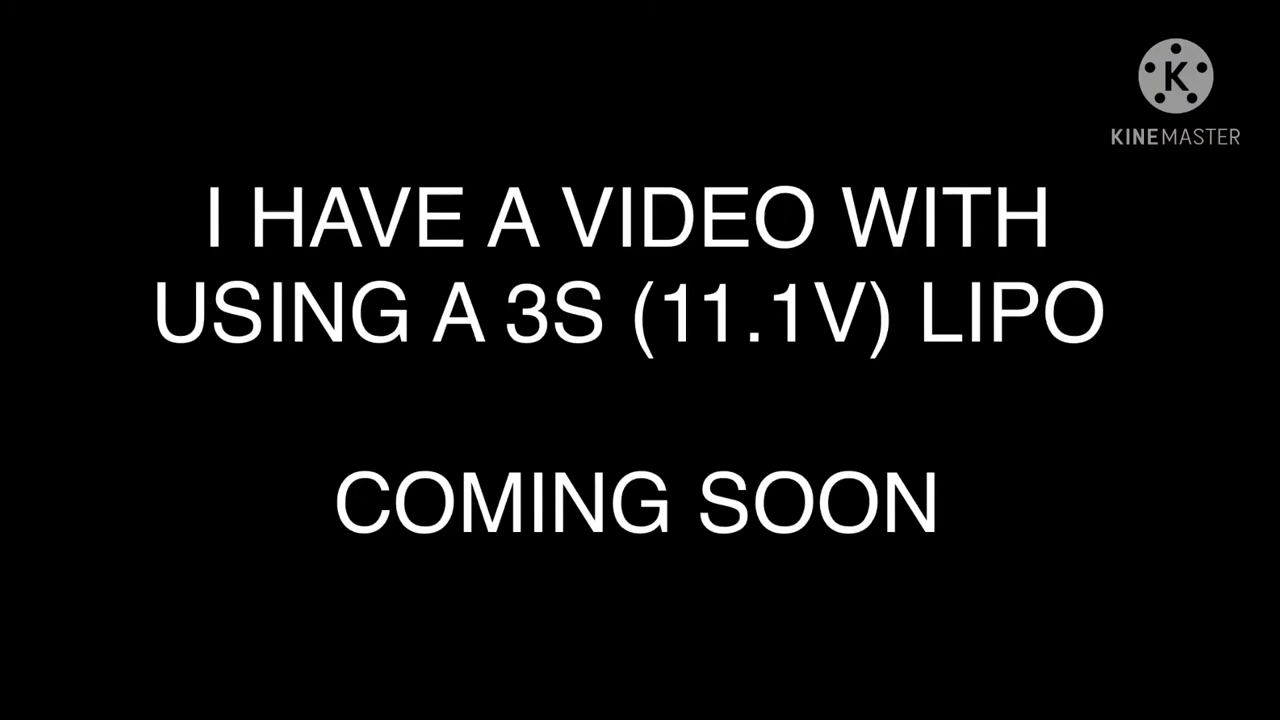 K
KINEMASTER
I HAVE A VIDEO WITH
USING A 3S (11.1V) LIPO
COMING SOON